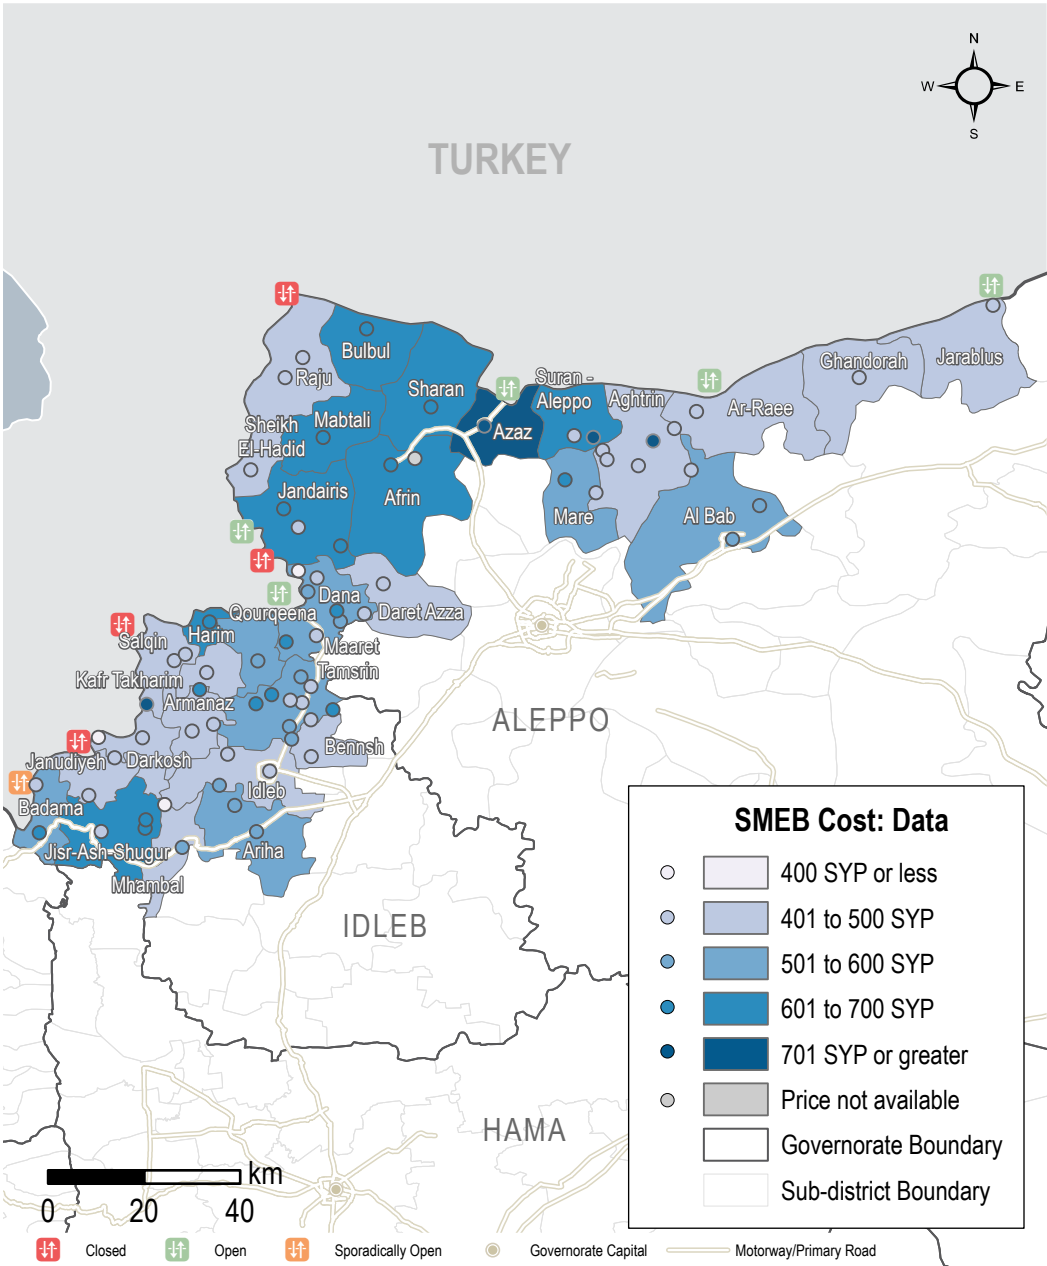 N
W E
S
TURKEY
Bulbul
Raju
Sharan
Suran -
Aleppo
Aghtrin
Ghandorah
Jarablus
Ar-Raee
Mabtali
Sheikh
El-Hadid
Azaz
Jandairis
Afrin
Mare
Al Bab
Dana
Daret Azza
Qourqeena
Harim
Salqin
Maaret
Tamsrin
Kafr Takharim
Armanaz
ALEPPO
Bennsh
Janudiyeh
Darkosh
Idleb
Badama
Jisr-Ash-Shugur
Ariha
Mhambal
IDLEB
HAMA
SMEB Cost: Data
400 SYP or less
401 to 500 SYP
501 to 600 SYP
601 to 700 SYP
701 SYP or greater
Price not available
Governorate Boundary
Sub-district Boundary
km
0 20 40
Closed Open Sporadically Open Governorate Capital Motorway/Primary Road